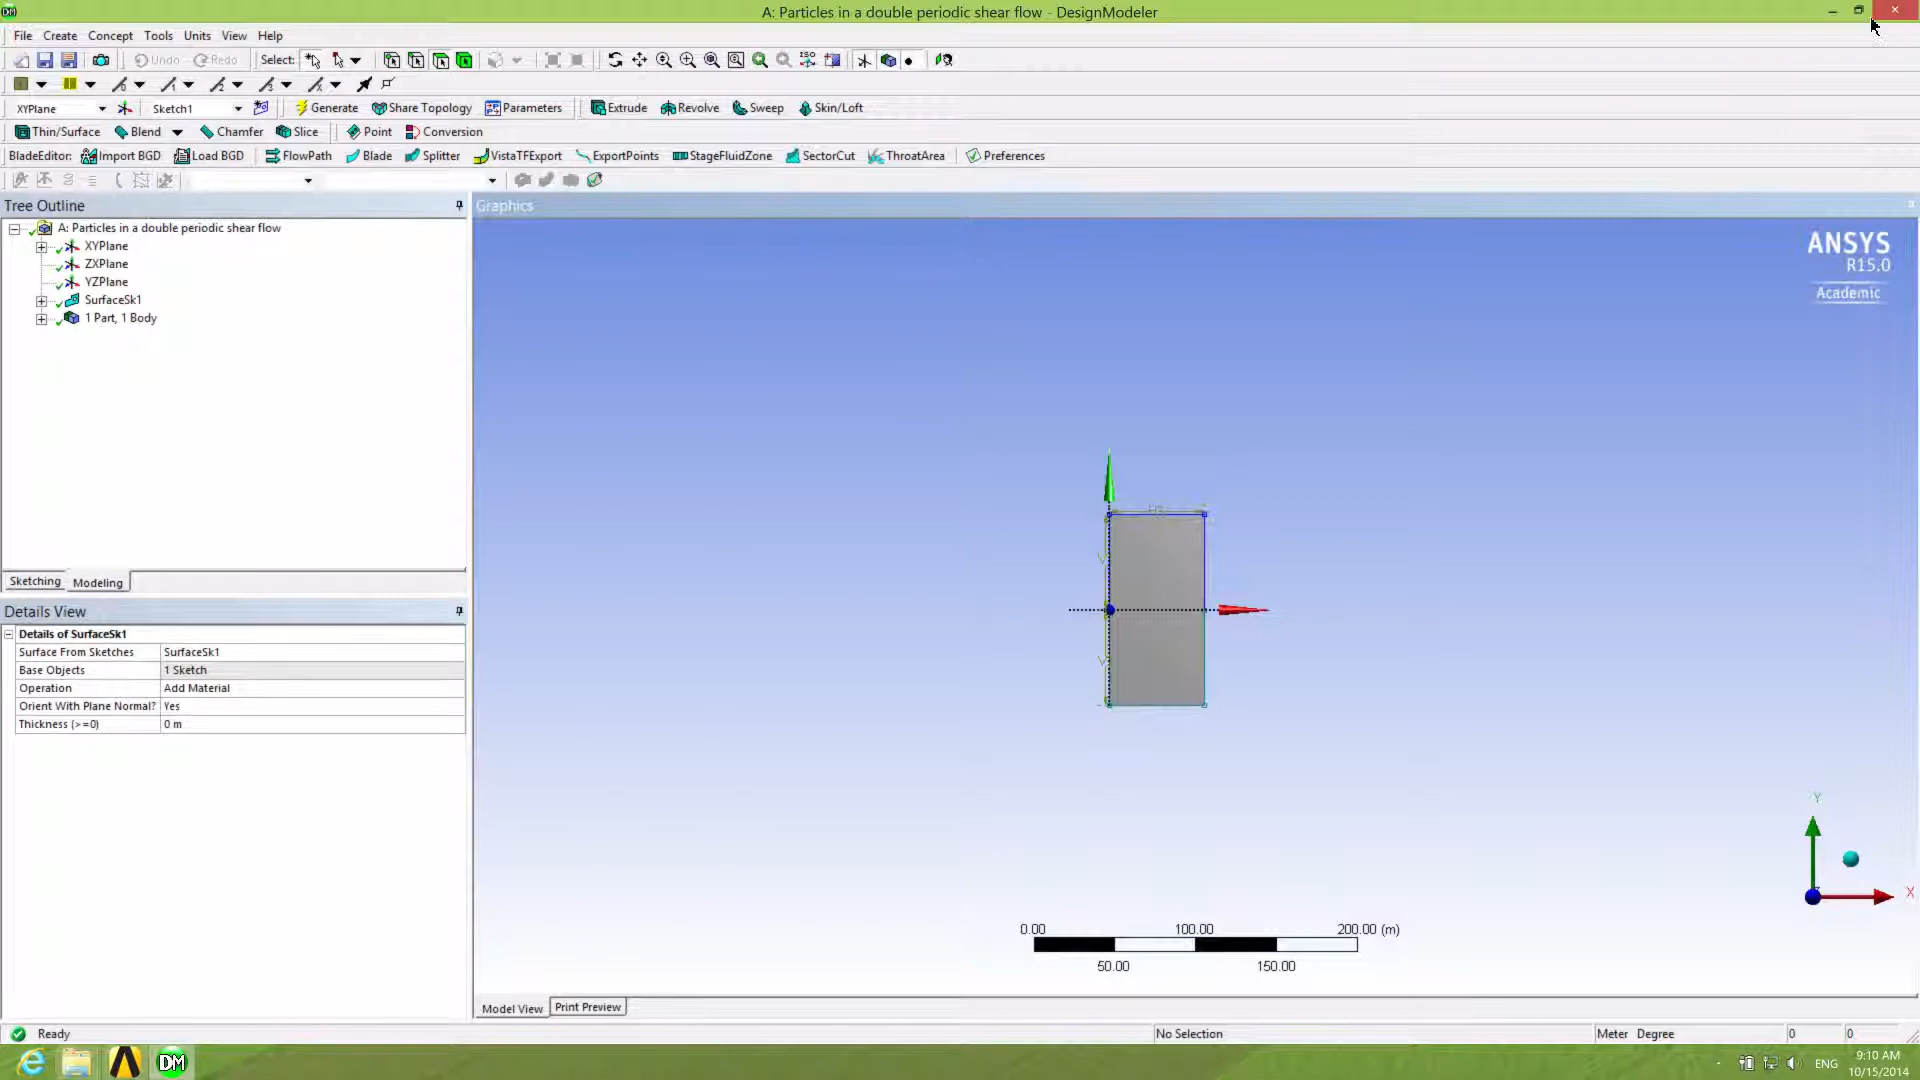 A: Particles in a double periodic shear flow - DesignModeler
File Create Concept Tools Units View Help
Undo Redo Select: ISO
XYPlane Sketch1 Generate Share Topology Parameters Extrude Revolve Sweep Skin/Loft
Thin/Surface Blend Chamfer Slice Point Conversion
BladeEditor: Import BGD Load BGD FlowPath Blade Splitter VistaTFExport ExportPoints StageFluidZone SectorCut ThroatArea Preferences
Tree Outline
A: Particles in a double periodic shear flow
XYPlane
ZXPlane
YZPlane
SurfaceSk1
1 Part, 1 Body
Sketching Modeling
Details View
Details of SurfaceSk1
Surface From Sketches SurfaceSk1
Base Objects 1 Sketch
Operation Add Material
Orient With Plane Normal? Yes
Thickness (>=0) 0 m
Graphics
ANSYS
R15.0
Academic
Y
X
0.00 100.00 200.00 (m)
50.00 150.00
Model View Print Preview
Ready No Selection Meter Degree 0 0
DM ENG 9:10 AM
10/15/2014